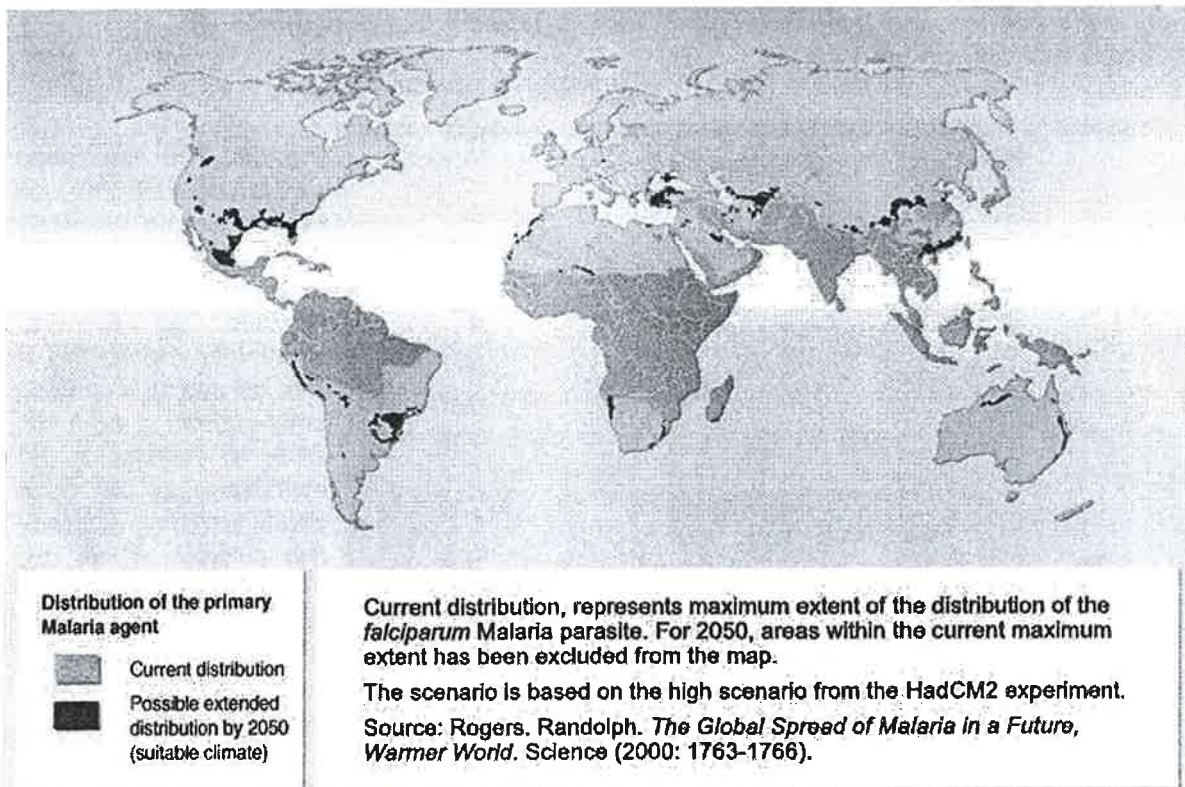 Distribution of the primary
Malaria agent
Current distribution
Possible extended
distribution by 2050
(suitable climate)
Current distribution, represents maximum extent of the distribution of the
falciparum Malaria parasite. For 2050, areas within the current maximum
extent has been excluded from the map.
The scenario is based on the high scenario from the HadCM2 experiment.
Source: Rogers. Randolph. The Global Spread of Malaria in a Future,
Warmer World. Science (2000: 1763-1766).